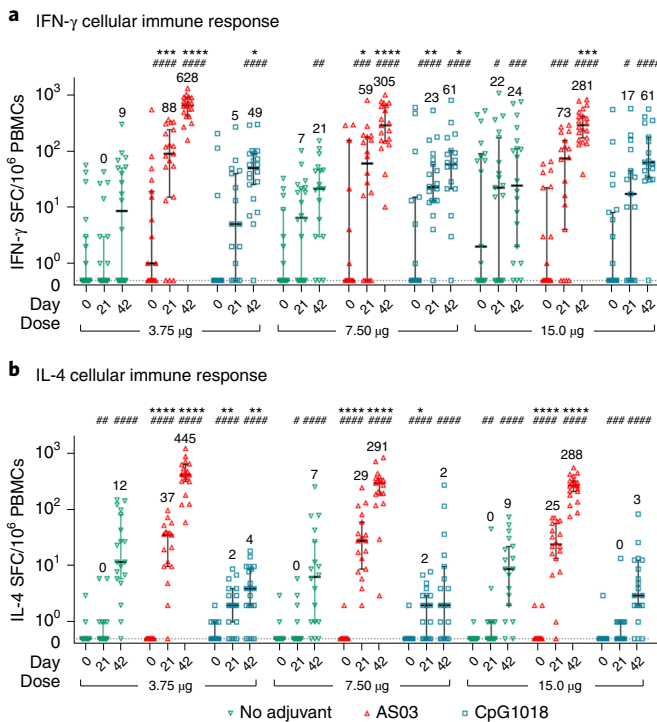 a IFN-γ cellular immune response
*** **** * * **** ** * ***
#### #### #### ## ### #### #### #### # ### ### #### # ####
0 9 88 628 5 49 7 21 59 305 23 61 22 24 73 281 17 61
IFN-γ SFC/10⁶ PBMCs
10³
10²
10¹
10⁰
0
Day 0 21 42 0 21 42 0 21 42 0 21 42 0 21 42 0 21 42 0 21 42 0 21 42 0 21 42
Dose 3.75 µg 7.50 µg 15.0 µg
b IL-4 cellular immune response
**** **** ** ** **** **** * **** ****
## #### #### #### #### #### # #### #### #### #### #### ## #### #### #### ### ####
0 12 37 445 2 4 0 7 29 291 2 2 0 9 25 288 0 3
IL-4 SFC/10⁶ PBMCs
10³
10²
10¹
10⁰
0
Day 0 21 42 0 21 42 0 21 42 0 21 42 0 21 42 0 21 42 0 21 42 0 21 42 0 21 42
Dose 3.75 µg 7.50 µg 15.0 µg
No adjuvant AS03 CpG1018